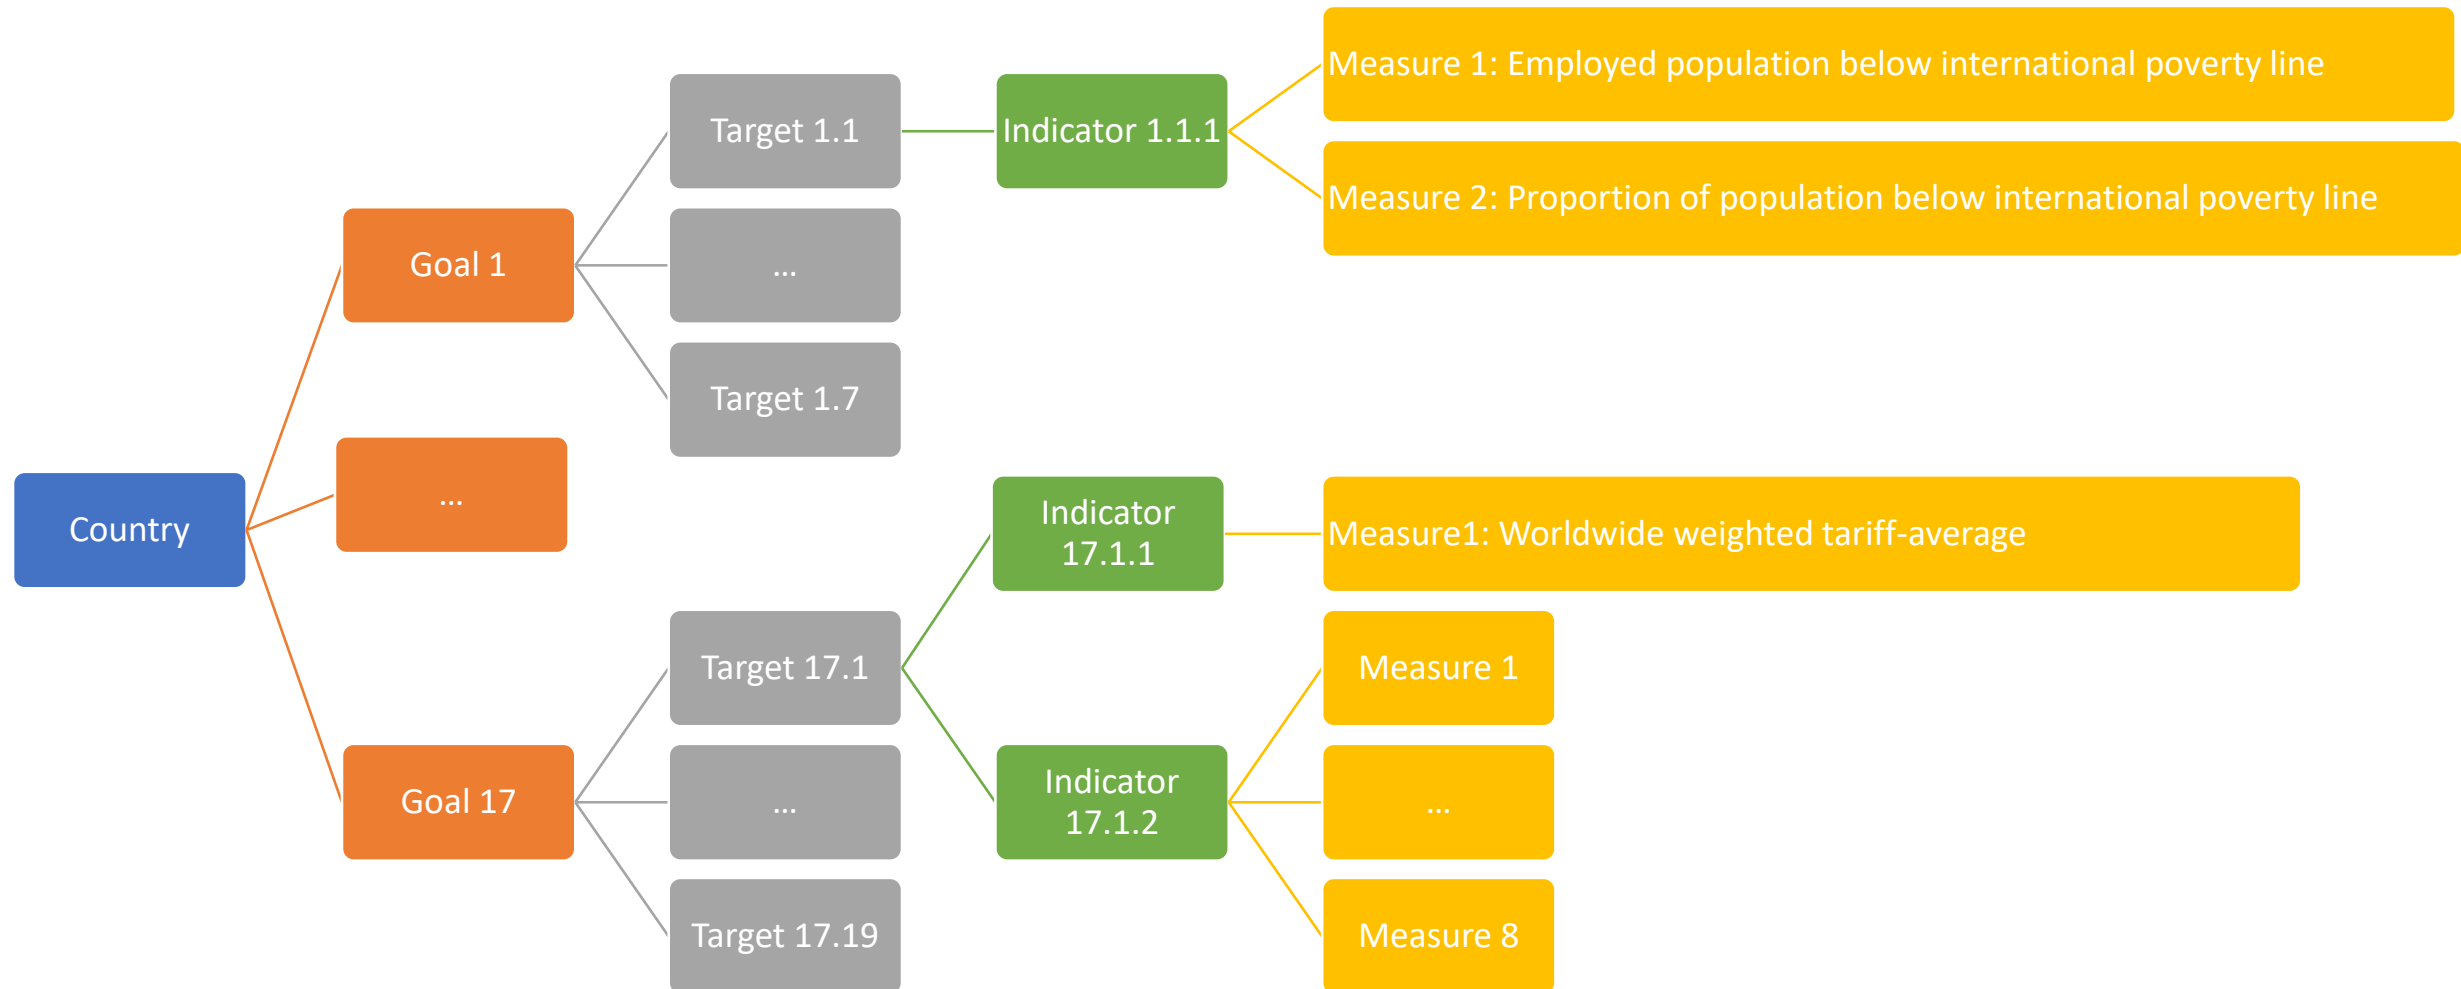 Country
Goal 1
...
Goal 17
Target 1.1
...
Target 1.7
Target 17.1
...
Target 17.19
Indicator 1.1.1
Indicator
17.1.1
Indicator
17.1.2
Measure 1: Employed population below international poverty line
Measure 2: Proportion of population below international poverty line
Measure1: Worldwide weighted tariff-average
Measure 1
...
Measure 8